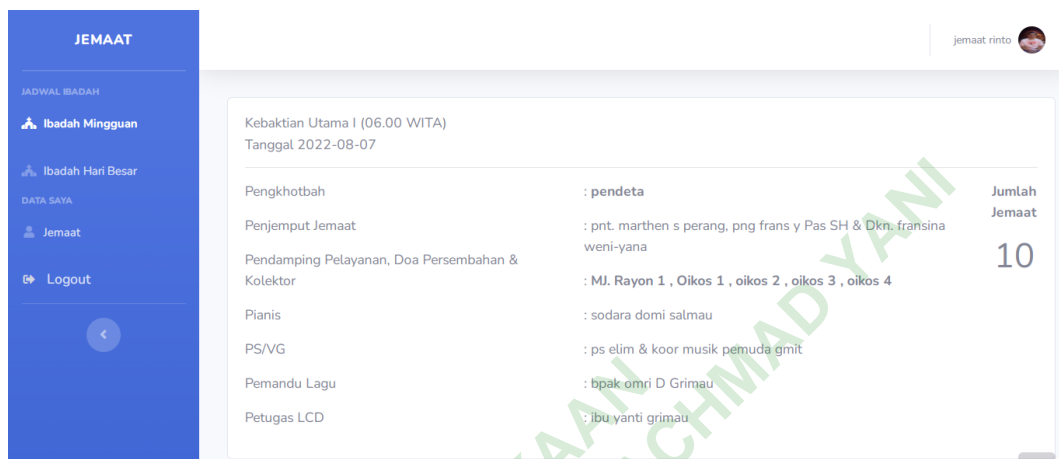 JEMAAT
jemaat rinto
JADWAL IBADAH
Ibadah Mingguan
Ibadah Hari Besar
DATA SAYA
Jemaat
Logout
Kebaktian Utama I (06.00 WITA)
Tanggal 2022-08-07
Pengkhotbah : pendeta
Penjemput Jemaat : pnt. marthen s perang, png frans y Pas SH & Dkn. fransina
weni-yana
Pendamping Pelayanan, Doa Persembahan &
Kolektor : MJ. Rayon 1 , Oikos 1 , oikos 2 , oikos 3 , oikos 4
Pianis : sodara domi salmau
PS/VG : ps elim & koor musik pemuda gmit
Pemandu Lagu : bpak omri D Grimau
Petugas LCD : ibu yanti grimau
Jumlah
Jemaat
10
KAAN
ACHMAD YANI